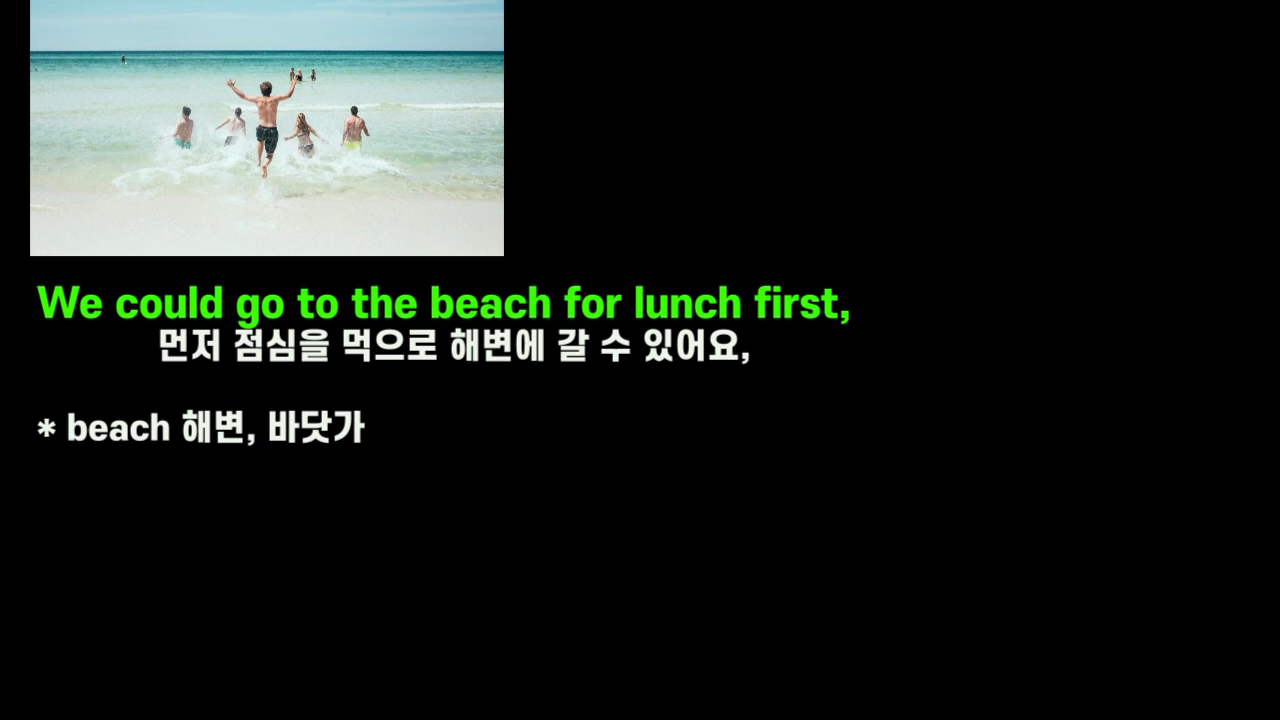 We could go to the beach for lunch first,
먼저 점심을 먹으로 해변에 갈 수 있어요,
* beach 해변, 바닷가